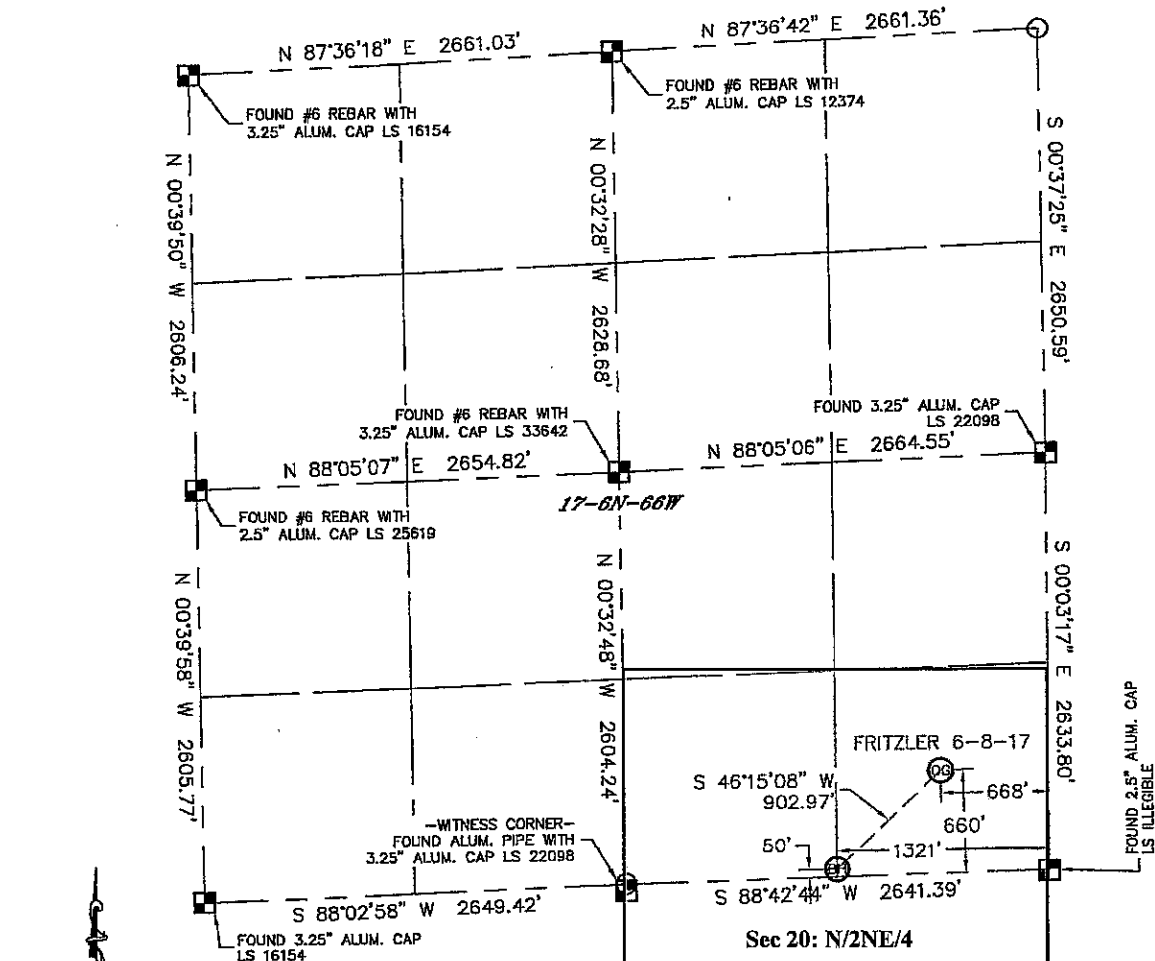 N 87°36'18" E 2661.03'
N 87°36'42" E 2661.36'
FOUND #6 REBAR WITH
3.25" ALUM. CAP LS 16154
FOUND #6 REBAR WITH
2.5" ALUM. CAP LS 12374
N 00°39'50" W 2606.24'
N 00°32'28" W 2628.68'
S 00°37'25" E 2650.59'
FOUND #6 REBAR WITH
3.25" ALUM. CAP LS 33642
FOUND 3.25" ALUM. CAP
LS 22098
N 88°05'07" E 2654.82'
N 88°05'06" E 2664.55'
17-6N-66W
FOUND #6 REBAR WITH
2.5" ALUM. CAP LS 25619
N 00°39'58" W 2605.77'
N 00°32'48" W 2604.24'
S 00°03'17" E 2633.80'
FRITZLER 6-8-17
OG
S 46°15'08" W
902.97'
668'
660'
50'
1321'
BH
FOUND 2.5" ALUM. CAP
LS ILLEGIBLE
-WITNESS CORNER-
FOUND ALUM. PIPE WITH
3.25" ALUM. CAP LS 22098
S 88°02'58" W 2649.42'
S 88°42'44" W 2641.39'
FOUND 3.25" ALUM. CAP
LS 16154
Sec 20: N/2NE/4